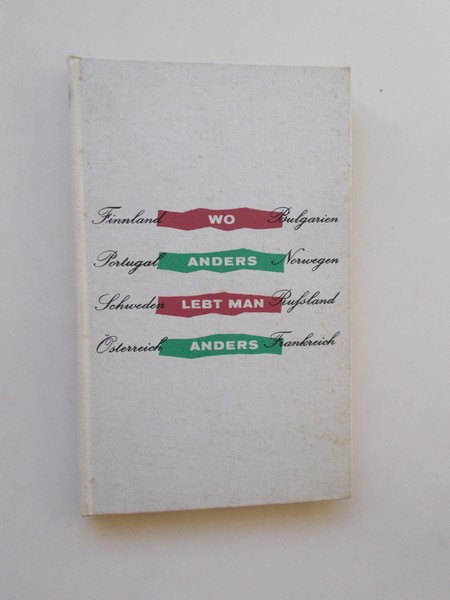 Finnland WO Bulgarien
Portugal ANDERS Norwegen
Schweden LEBT MAN Rußland
Österreich ANDERS Frankreich